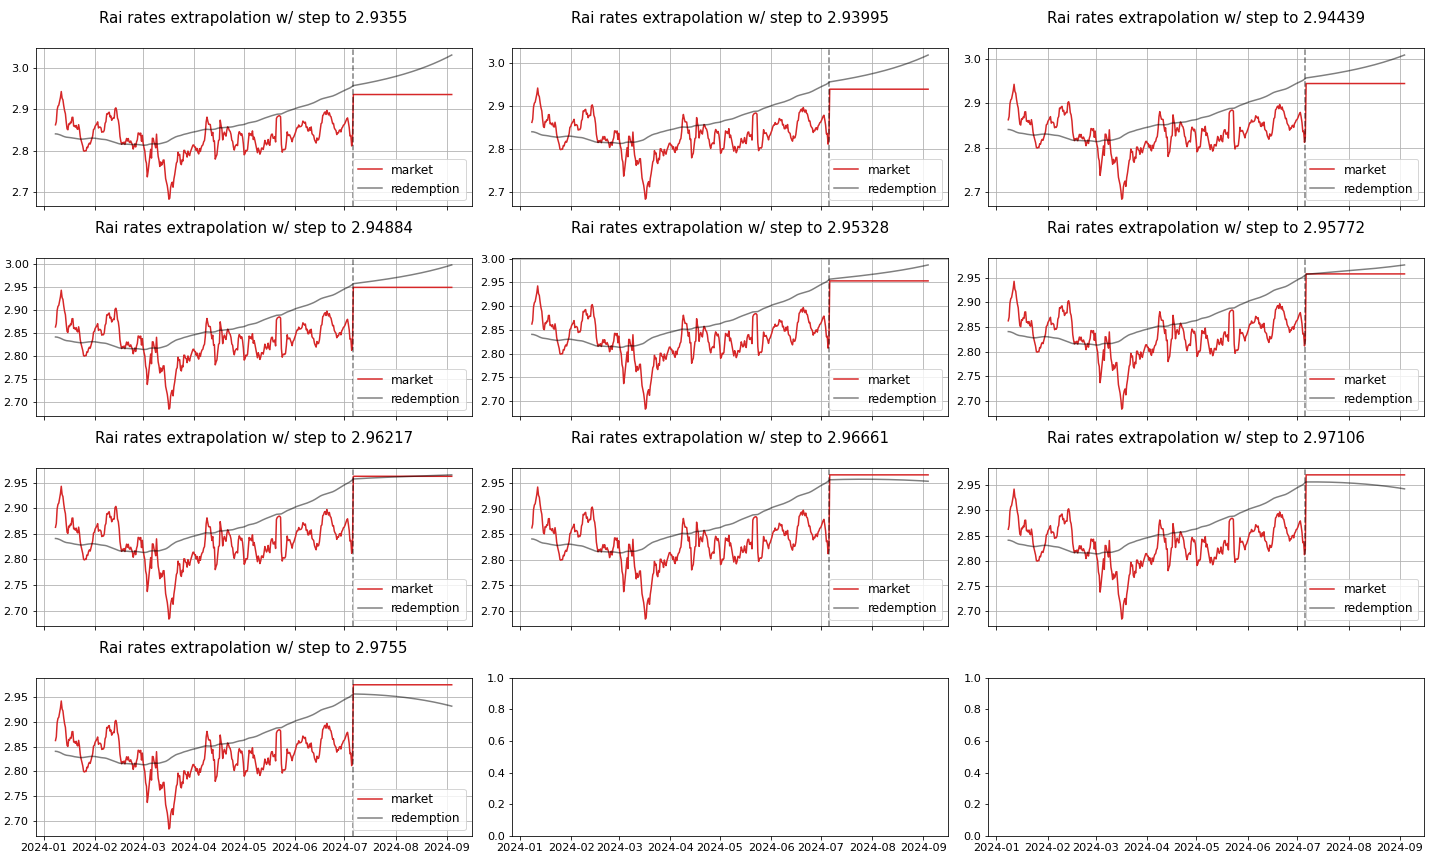 Rai rates extrapolation w/ step to 2.9355
Rai rates extrapolation w/ step to 2.93995
Rai rates extrapolation w/ step to 2.94439
3.0
2.9
2.8
2.7
market
redemption
3.0
2.9
2.8
2.7
market
redemption
3.0
2.9
2.8
2.7
market
redemption
Rai rates extrapolation w/ step to 2.94884
Rai rates extrapolation w/ step to 2.95328
Rai rates extrapolation w/ step to 2.95772
3.00
2.95
2.90
2.85
2.80
2.75
2.70
market
redemption
3.00
2.95
2.90
2.85
2.80
2.75
2.70
market
redemption
2.95
2.90
2.85
2.80
2.75
2.70
market
redemption
Rai rates extrapolation w/ step to 2.96217
Rai rates extrapolation w/ step to 2.96661
Rai rates extrapolation w/ step to 2.97106
2.95
2.90
2.85
2.80
2.75
2.70
market
redemption
2.95
2.90
2.85
2.80
2.75
2.70
market
redemption
2.95
2.90
2.85
2.80
2.75
2.70
market
redemption
Rai rates extrapolation w/ step to 2.9755
2.95
2.90
2.85
2.80
2.75
2.70
market
redemption
2024-01 2024-02 2024-03 2024-04 2024-05 2024-06 2024-07 2024-08 2024-09
1.0
0.8
0.6
0.4
0.2
0.0
2024-01 2024-02 2024-03 2024-04 2024-05 2024-06 2024-07 2024-08 2024-09
1.0
0.8
0.6
0.4
0.2
0.0
2024-01 2024-02 2024-03 2024-04 2024-05 2024-06 2024-07 2024-08 2024-09